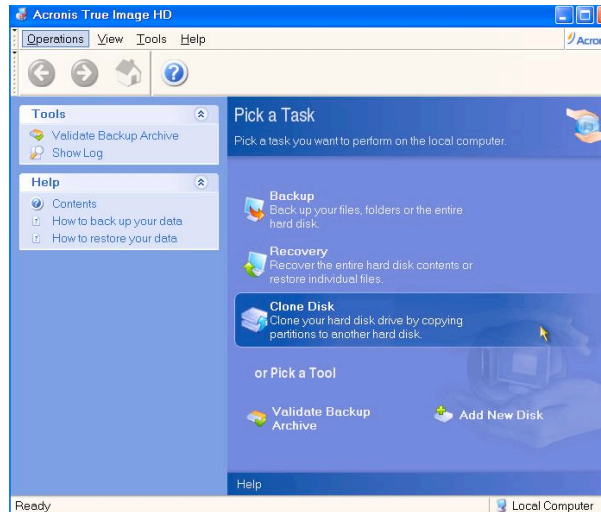 Acronis True Image HD
Operations View Tools Help
Tools
Validate Backup Archive
Show Log
Help
Contents
How to back up your data
How to restore your data
Pick a Task
Pick a task you want to perform on the local computer.
Backup
Back up your files, folders or the entire
hard disk.
Recovery
Recover the entire hard disk contents or
restore individual files.
Clone Disk
Clone your hard disk drive by copying
partitions to another hard disk.
or Pick a Tool
Validate Backup
Archive
Add New Disk
Help
Ready
Local Computer